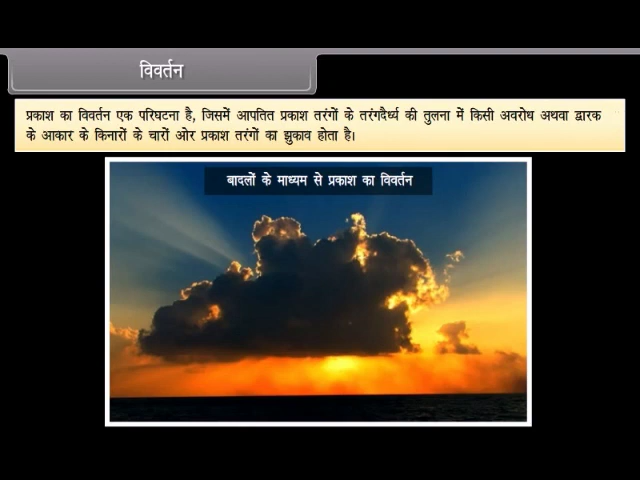 विवर्तन
प्रकाश का विवर्तन एक परिघटना है, जिसमें आपतित प्रकाश तरंगों के तरंगदैर्ध्य की तुलना में किसी अवरोध अथवा द्वारक
के आकार के किनारों के चारों ओर प्रकाश तरंगों का झुकाव होता है।
बादलों के माध्यम से प्रकाश का विवर्तन